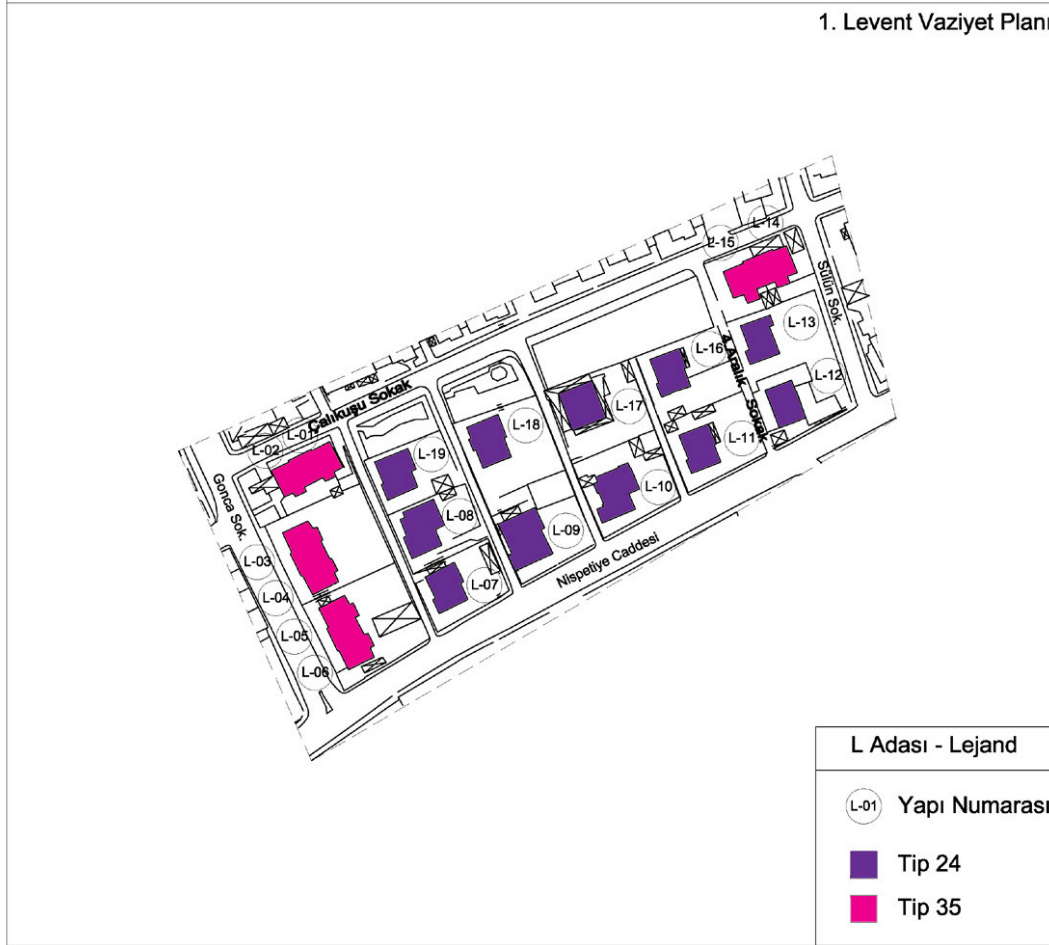 1. Levent Vaziyet Planı
L-14
L-15
Sülün Sok.
L-13
L-16
4.Aralık Sokak
L-12
Çalıkuşu Sokak
L-17
L-18
L-11
L-01
L-02
L-19
Gonca Sok.
L-10
L-08
L-09
Nispetiye Caddesi
L-03
L-07
L-04
L-05
L-06
L Adası - Lejand
L-01 Yapı Numarası
Tip 24
Tip 35